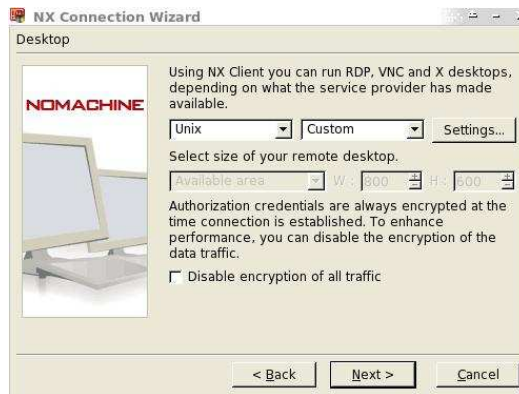 NX Connection Wizard
Desktop
NOMACHINE
Using NX Client you can run RDP, VNC and X desktops,
depending on what the service provider has made
available.
Unix Custom Settings...
Select size of your remote desktop.
Available area W: 800 H: 600
Authorization credentials are always encrypted at the
time connection is established. To enhance
performance, you can disable the encryption of the
data traffic.
Disable encryption of all traffic
< Back Next > Cancel